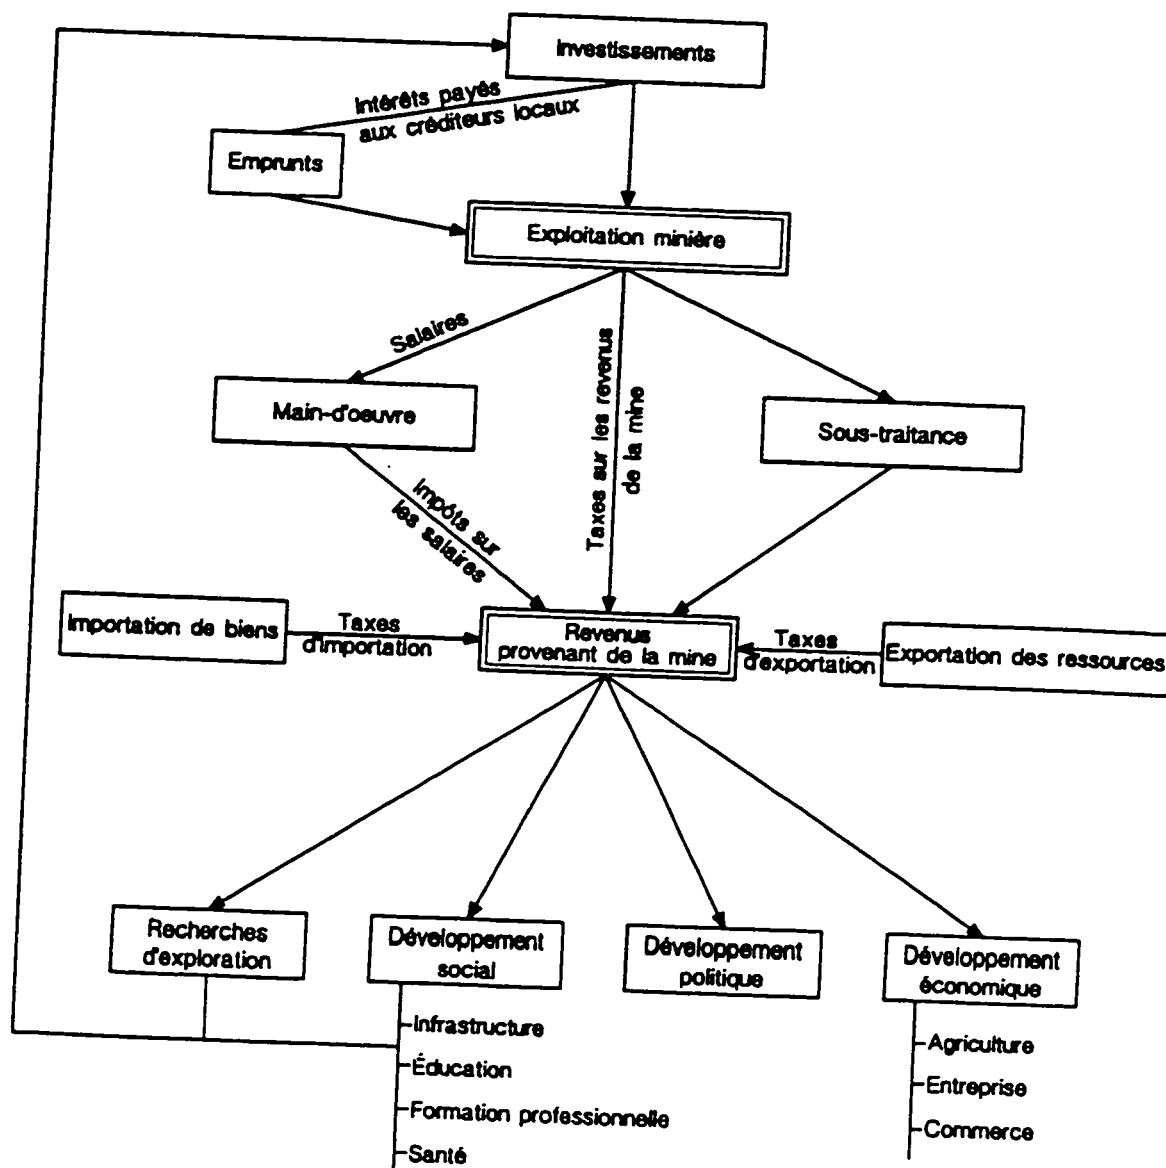 Investissements
Intérêts payés
aux créditeurs locaux
Emprunts
Exploitation minière
Salaires
Taxes sur les revenus
de la mine
Main-d'oeuvre
Sous-traitance
Impôts sur
les salaires
Importation de biens
Taxes
d'importation
Revenus
provenant de la mine
Taxes
d'exportation
Exportation des ressources
Recherches
d'exploration
Développement
social
Développement
politique
Développement
économique
Infrastructure
Éducation
Formation professionnelle
Santé
Agriculture
Entreprise
Commerce